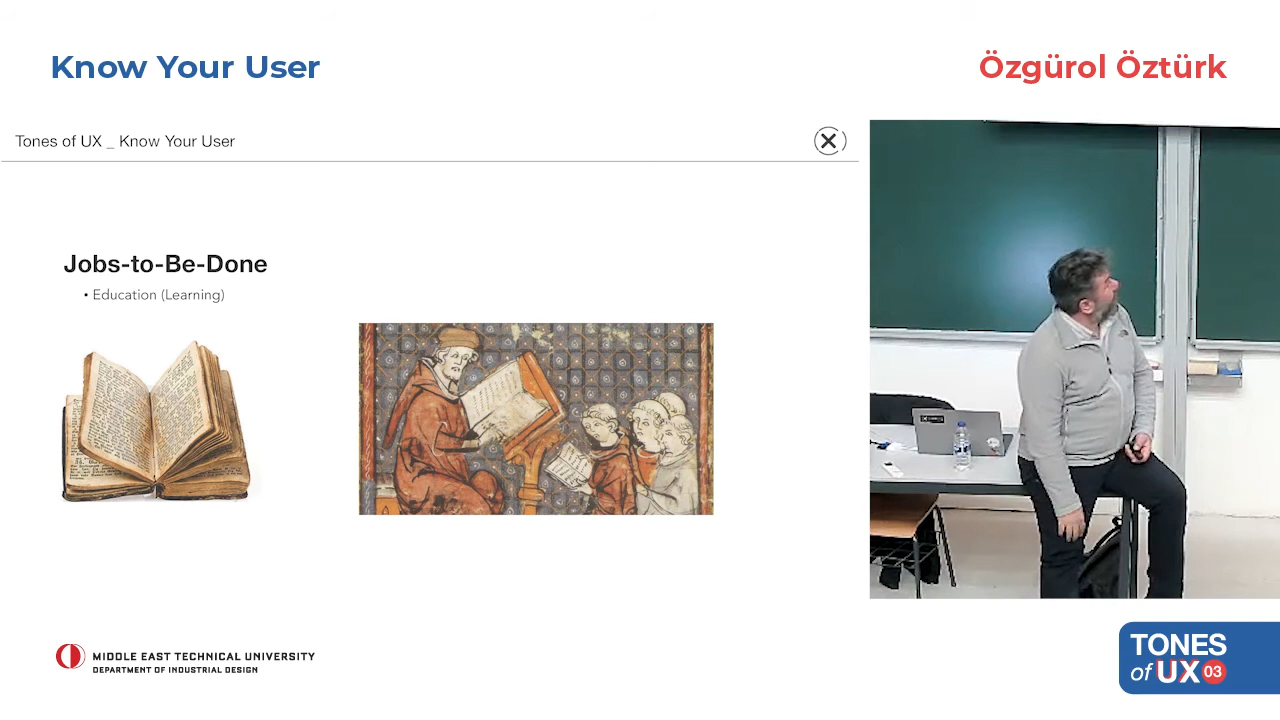 Know Your User
Özgürol Öztürk
Tones of UX _ Know Your User
Jobs-to-Be-Done
• Education (Learning)
MIDDLE EAST TECHNICAL UNIVERSITY
DEPARTMENT OF INDUSTRIAL DESIGN
TONES
of UX 03